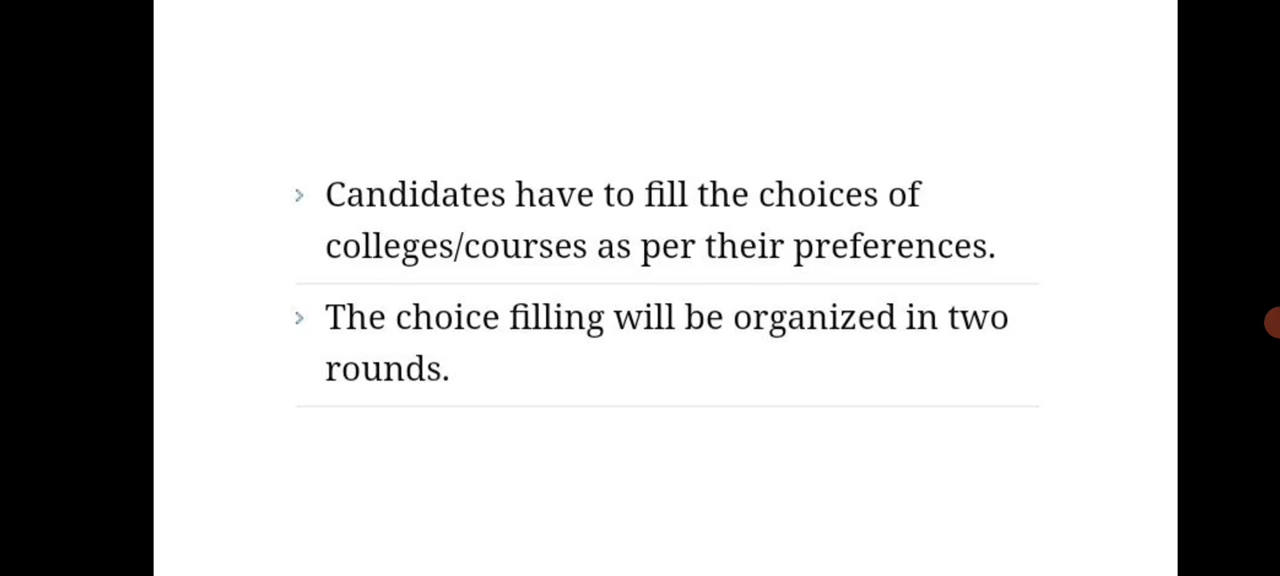 Candidates have to fill the choices of
colleges/courses as per their preferences.
The choice filling will be organized in two
rounds.